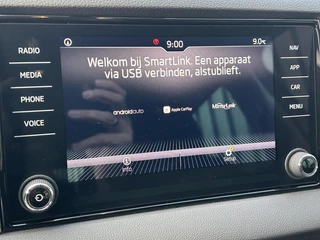 RADIO
MEDIA
PHONE
VOICE
9:00
9.0°C
Welkom bij SmartLink. Een apparaat
via USB verbinden, alstublieft.
androidauto
Apple CarPlay
MirrorLink
Info
Setup
NAV
APP
CAR
MENU